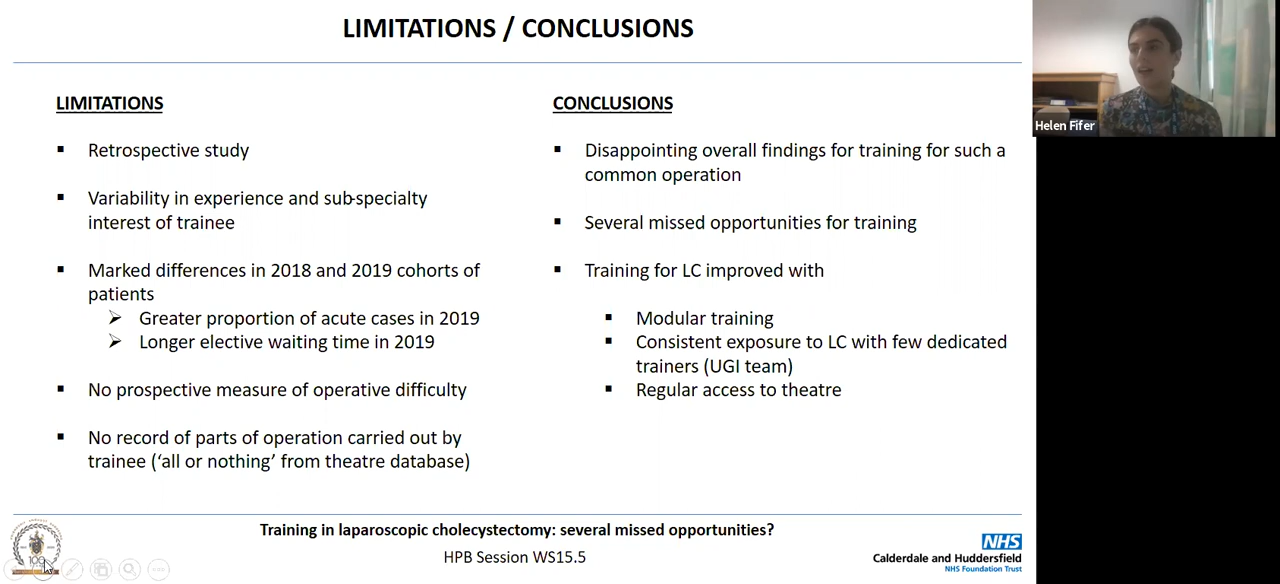 LIMITATIONS / CONCLUSIONS
LIMITATIONS
Retrospective study
Variability in experience and sub-specialty
interest of trainee
Marked differences in 2018 and 2019 cohorts of
patients
Greater proportion of acute cases in 2019
Longer elective waiting time in 2019
No prospective measure of operative difficulty
No record of parts of operation carried out by
trainee (‘all or nothing’ from theatre database)
CONCLUSIONS
Disappointing overall findings for training for such a
common operation
Several missed opportunities for training
Training for LC improved with
Modular training
Consistent exposure to LC with few dedicated
trainers (UGI team)
Regular access to theatre
Training in laparoscopic cholecystectomy: several missed opportunities?
HPB Session WS15.5
NHS
Calderdale and Huddersfield
NHS Foundation Trust
Helen Fifer